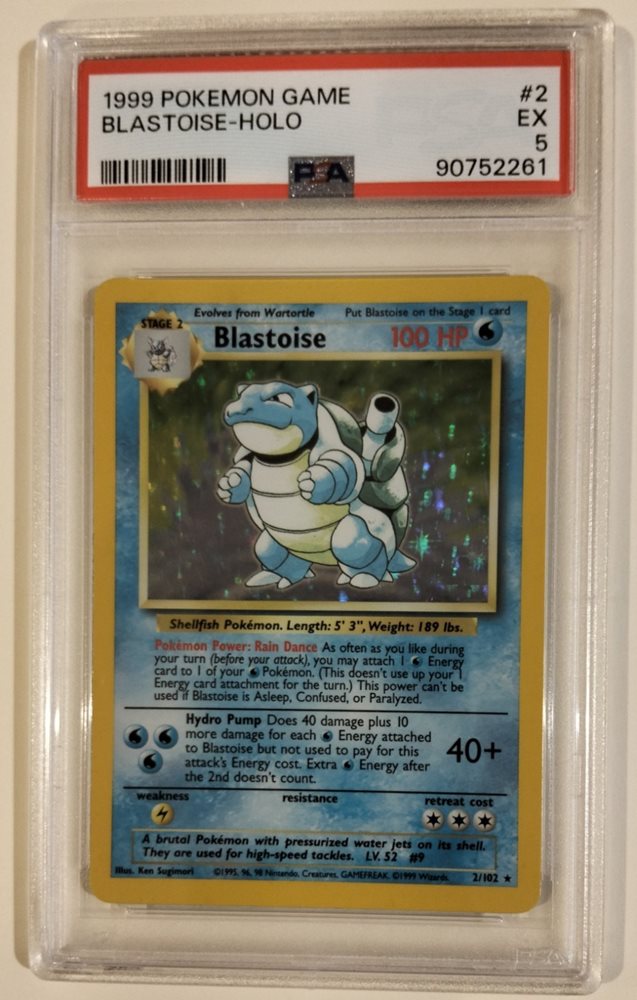 1999 POKEMON GAME #2
BLASTOISE-HOLO EX
5
PSA 90752261
Evolves from Wartortle Put Blastoise on the Stage 1 card
STAGE 2
Blastoise 100 HP
Shellfish Pokémon. Length: 5' 3", Weight: 189 lbs.
Pokémon Power: Rain Dance As often as you like during
your turn (before your attack), you may attach 1 Energy
card to 1 of your Pokémon. (This doesn't use up your 1
Energy card attachment for the turn.) This power can't be
used if Blastoise is Asleep, Confused, or Paralyzed.
Hydro Pump Does 40 damage plus 10
more damage for each Energy attached
to Blastoise but not used to pay for this
attack's Energy cost. Extra Energy after
the 2nd doesn't count.
40+
weakness resistance retreat cost
A brutal Pokémon with pressurized water jets on its shell.
They are used for high-speed tackles. LV. 52 #9
Illus. Ken Sugimori ©1995, 96, 98 Nintendo, Creatures, GAMEFREAK. ©1999 Wizards. 2/102 ★